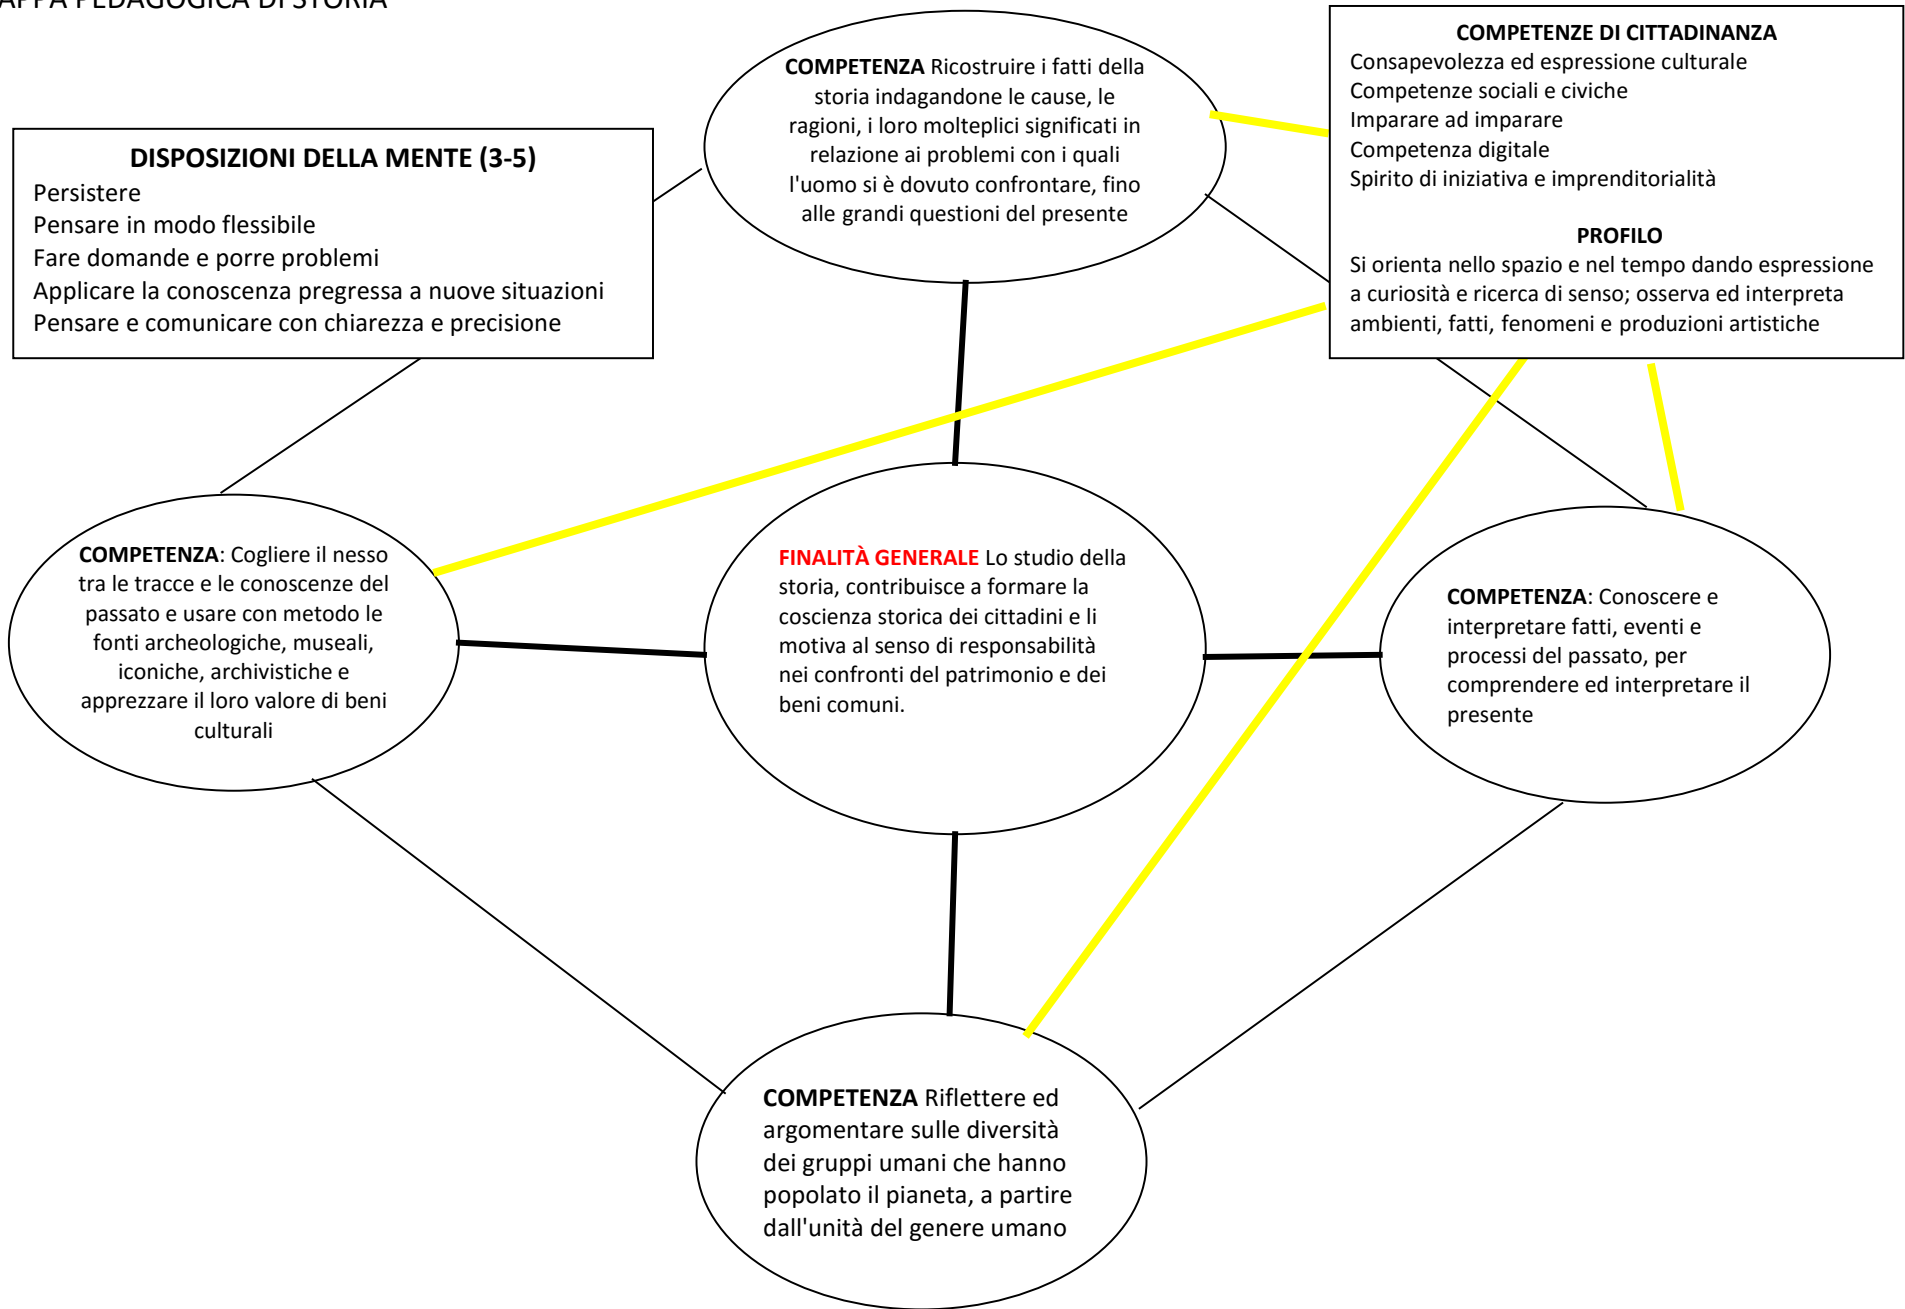 APPA PEDAGOGICA DI STORIA
COMPETENZA Ricostruire i fatti della
storia indagandone le cause, le
ragioni, i loro molteplici significati in
relazione ai problemi con i quali
l'uomo si è dovuto confrontare, fino
alle grandi questioni del presente
COMPETENZE DI CITTADINANZA
Consapevolezza ed espressione culturale
Competenze sociali e civiche
Imparare ad imparare
Competenza digitale
Spirito di iniziativa e imprenditorialità
PROFILO
Si orienta nello spazio e nel tempo dando espressione
a curiosità e ricerca di senso; osserva ed interpreta
ambienti, fatti, fenomeni e produzioni artistiche
DISPOSIZIONI DELLA MENTE (3-5)
Persistere
Pensare in modo flessibile
Fare domande e porre problemi
Applicare la conoscenza pregressa a nuove situazioni
Pensare e comunicare con chiarezza e precisione
COMPETENZA: Cogliere il nesso
tra le tracce e le conoscenze del
passato e usare con metodo le
fonti archeologiche, museali,
iconiche, archivistiche e
apprezzare il loro valore di beni
culturali
FINALITÀ GENERALE Lo studio della
storia, contribuisce a formare la
coscienza storica dei cittadini e li
motiva al senso di responsabilità
nei confronti del patrimonio e dei
beni comuni.
COMPETENZA: Conoscere e
interpretare fatti, eventi e
processi del passato, per
comprendere ed interpretare il
presente
COMPETENZA Riflettere ed
argomentare sulle diversità
dei gruppi umani che hanno
popolato il pianeta, a partire
dall'unità del genere umano